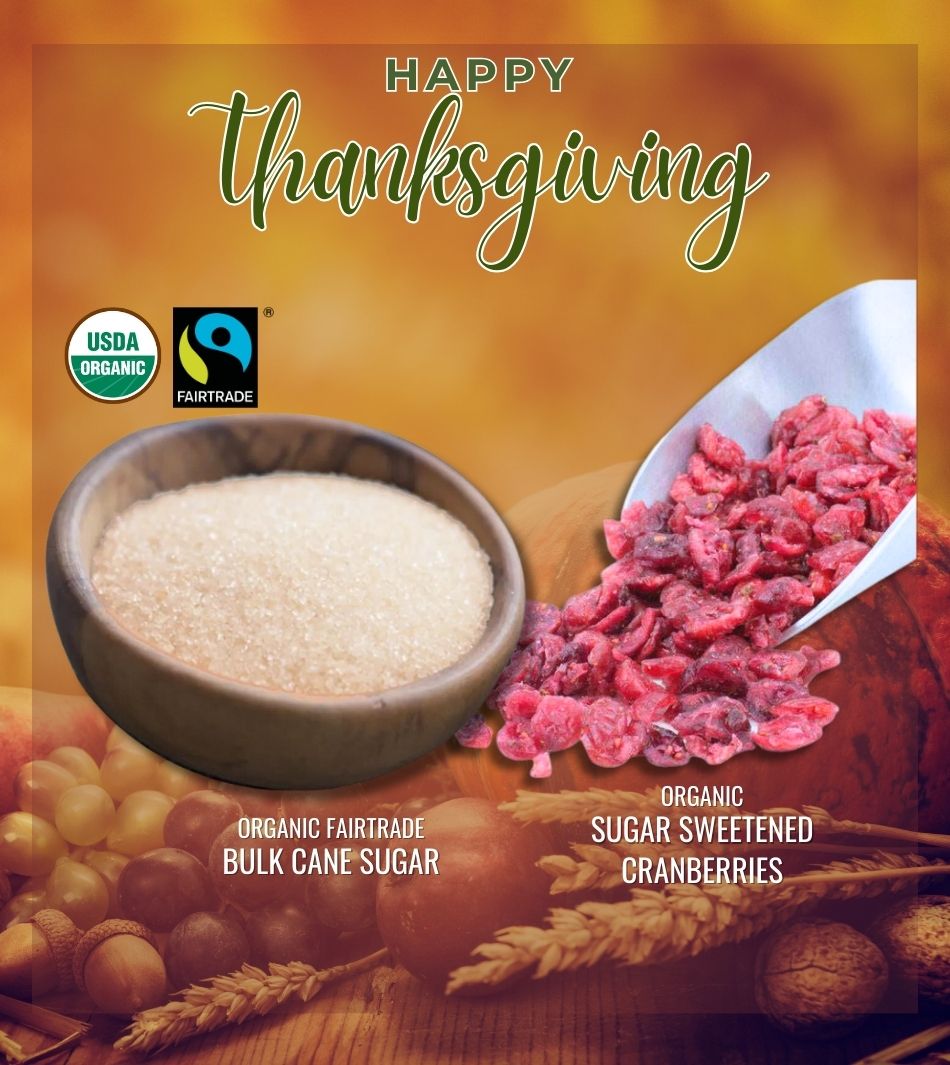 HAPPY
Thanksgiving
USDA
ORGANIC
FAIRTRADE
®
ORGANIC FAIRTRADE
BULK CANE SUGAR
ORGANIC
SUGAR SWEETENED
CRANBERRIES